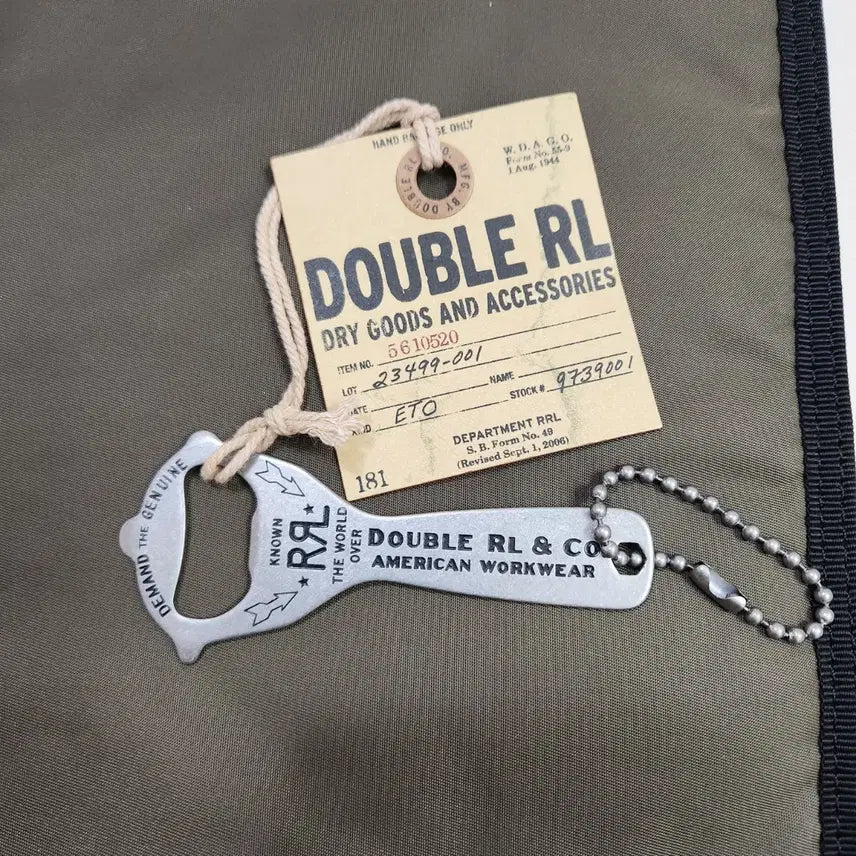 HAND ONLY
W. D. A. G. O.
Form No. 55-9
1 Aug. 1944
MFG. BY DOUBLE RL CO.
DOUBLE RL
DRY GOODS AND ACCESSORIES
ITEM NO. 5610520
LOT 23499-001
NAME
STOCK # 9739001
ETO
DEPARTMENT RRL
S. B. Form No. 49
(Revised Sept. 1, 2006)
181
DEMAND THE GENUINE
KNOWN
RRL
THE WORLD
OVER
DOUBLE RL & CO
AMERICAN WORKWEAR